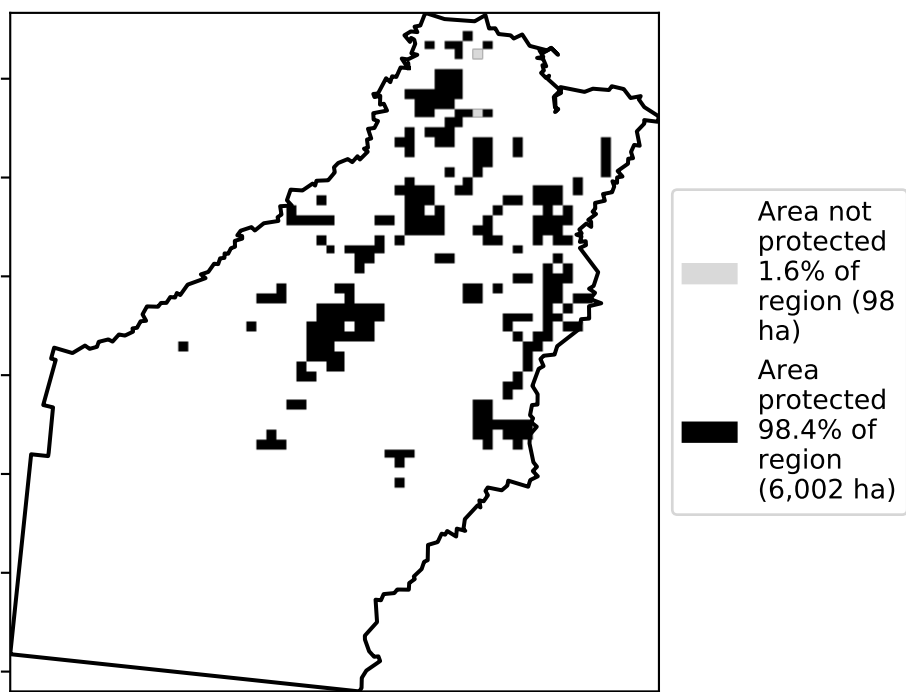 Area not
protected
1.6% of
region (98
ha)
Area
protected
98.4% of
region
(6,002 ha)